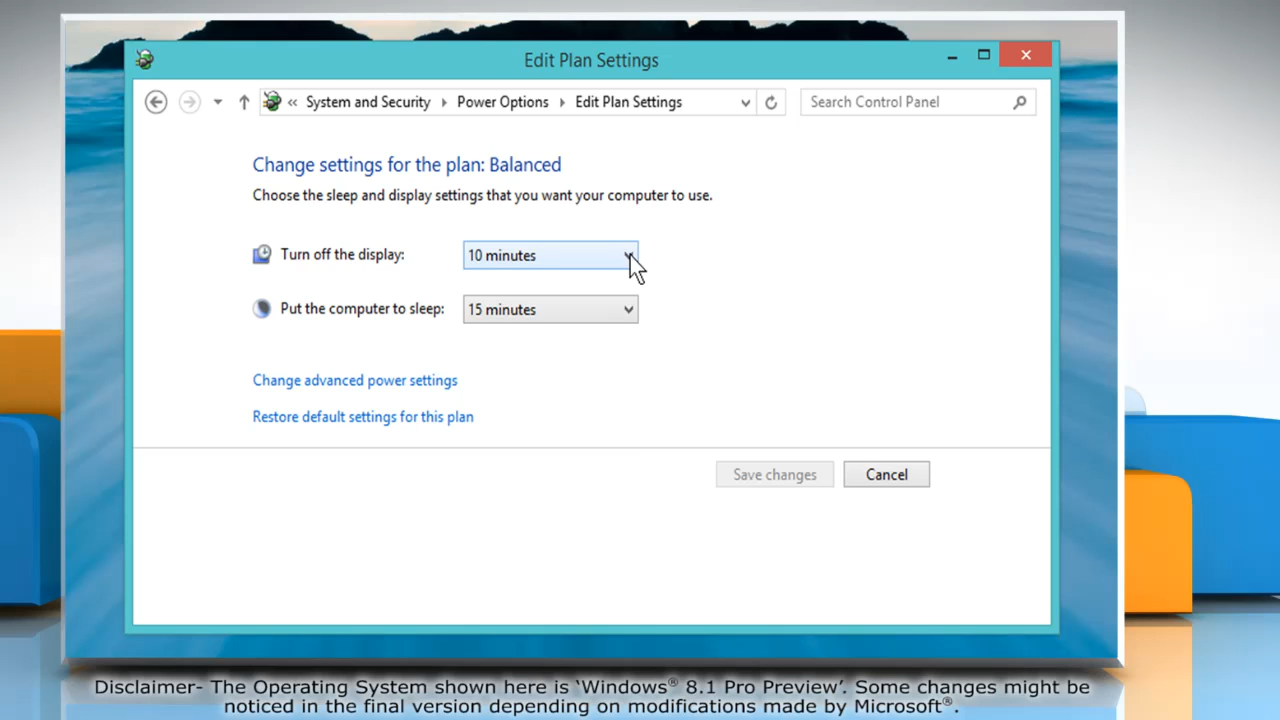 Edit Plan Settings
« System and Security Power Options Edit Plan Settings Search Control Panel
Change settings for the plan: Balanced
Choose the sleep and display settings that you want your computer to use.
Turn off the display: 10 minutes
Put the computer to sleep: 15 minutes
Change advanced power settings
Restore default settings for this plan
Save changes Cancel
Disclaimer- The Operating System shown here is ‘Windows® 8.1 Pro Preview’. Some changes might be
noticed in the final version depending on modifications made by Microsoft®.